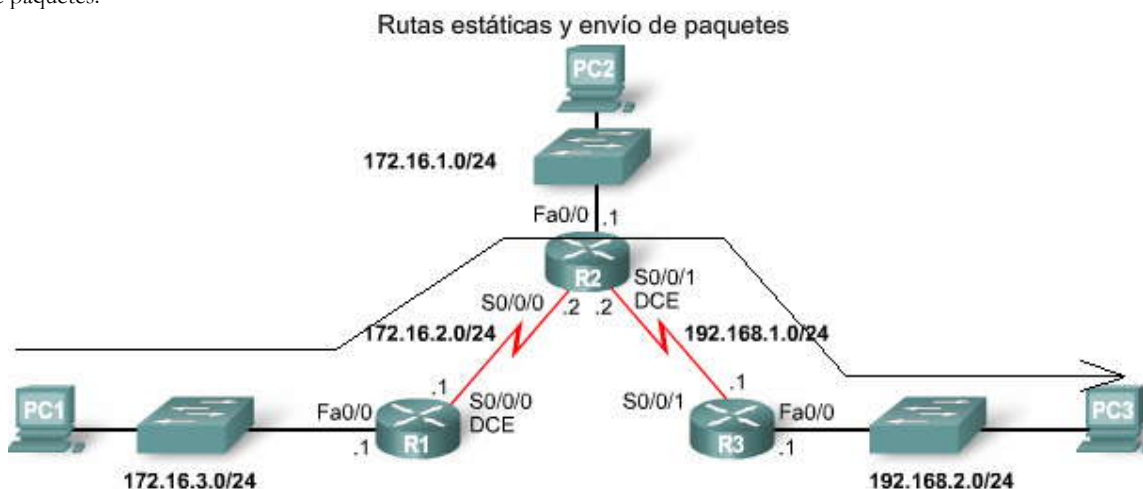 e paquetes.
Rutas estáticas y envío de paquetes
PC2
172.16.1.0/24
Fa0/0 .1
R2
S0/0/1
DCE
S0/0/0 .2 .2
172.16.2.0/24
192.168.1.0/24
.1
S0/0/0
DCE
S0/0/1
.1
PC1
Fa0/0
.1
R1
R3
Fa0/0
.1
PC3
172.16.3.0/24
192.168.2.0/24